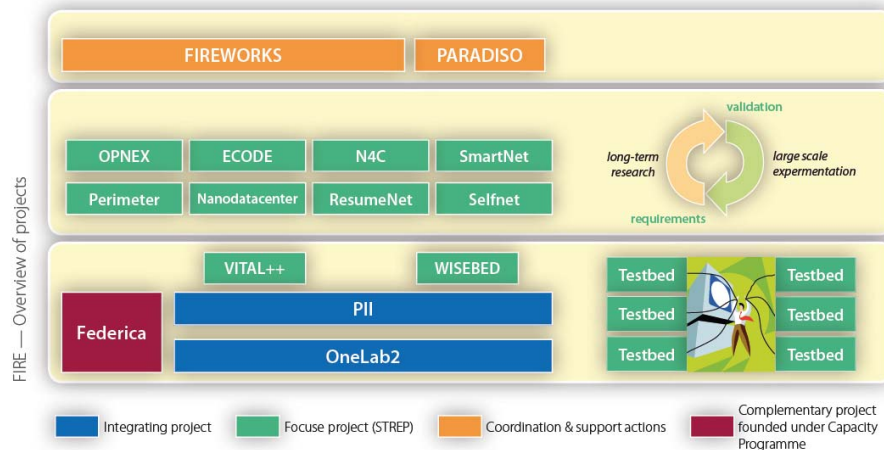 FIRE — Overview of projects
FIREWORKS
PARADISO
validation
OPNEX
ECODE
N4C
SmartNet
long-term
research
large scale
expermentation
Perimeter
Nanodatacenter
ResumeNet
Selfnet
requirements
VITAL++
WISEBED
Testbed
Testbed
Federica
PII
Testbed
Testbed
OneLab2
Testbed
Testbed
Integrating project
Focuse project (STREP)
Coordination & support actions
Complementary project
founded under Capacity
Programme